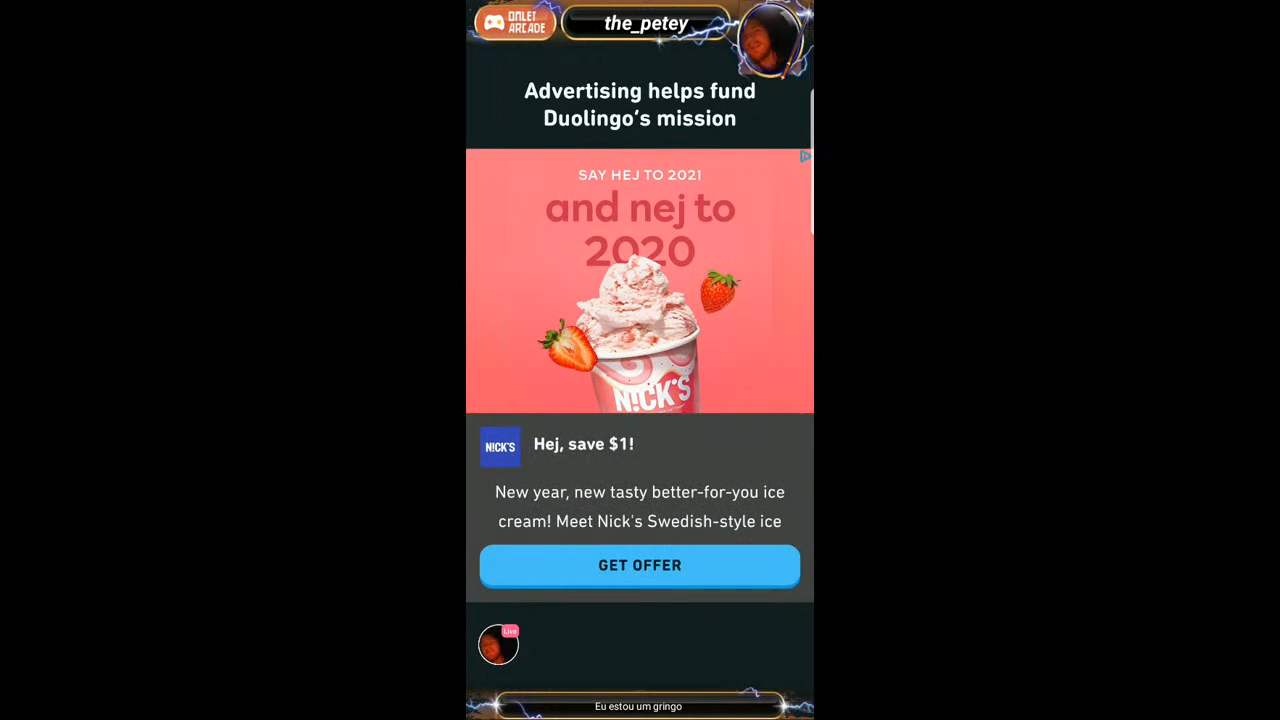 OMLET
ARCADE
the_petey
Advertising helps fund
Duolingo's mission
SAY HEJ TO 2021
and nej to
2020
N!CK'S
N!CK'S
Hej, save $1!
New year, new tasty better-for-you ice
cream! Meet Nick's Swedish-style ice
GET OFFER
Live
Eu estou um gringo